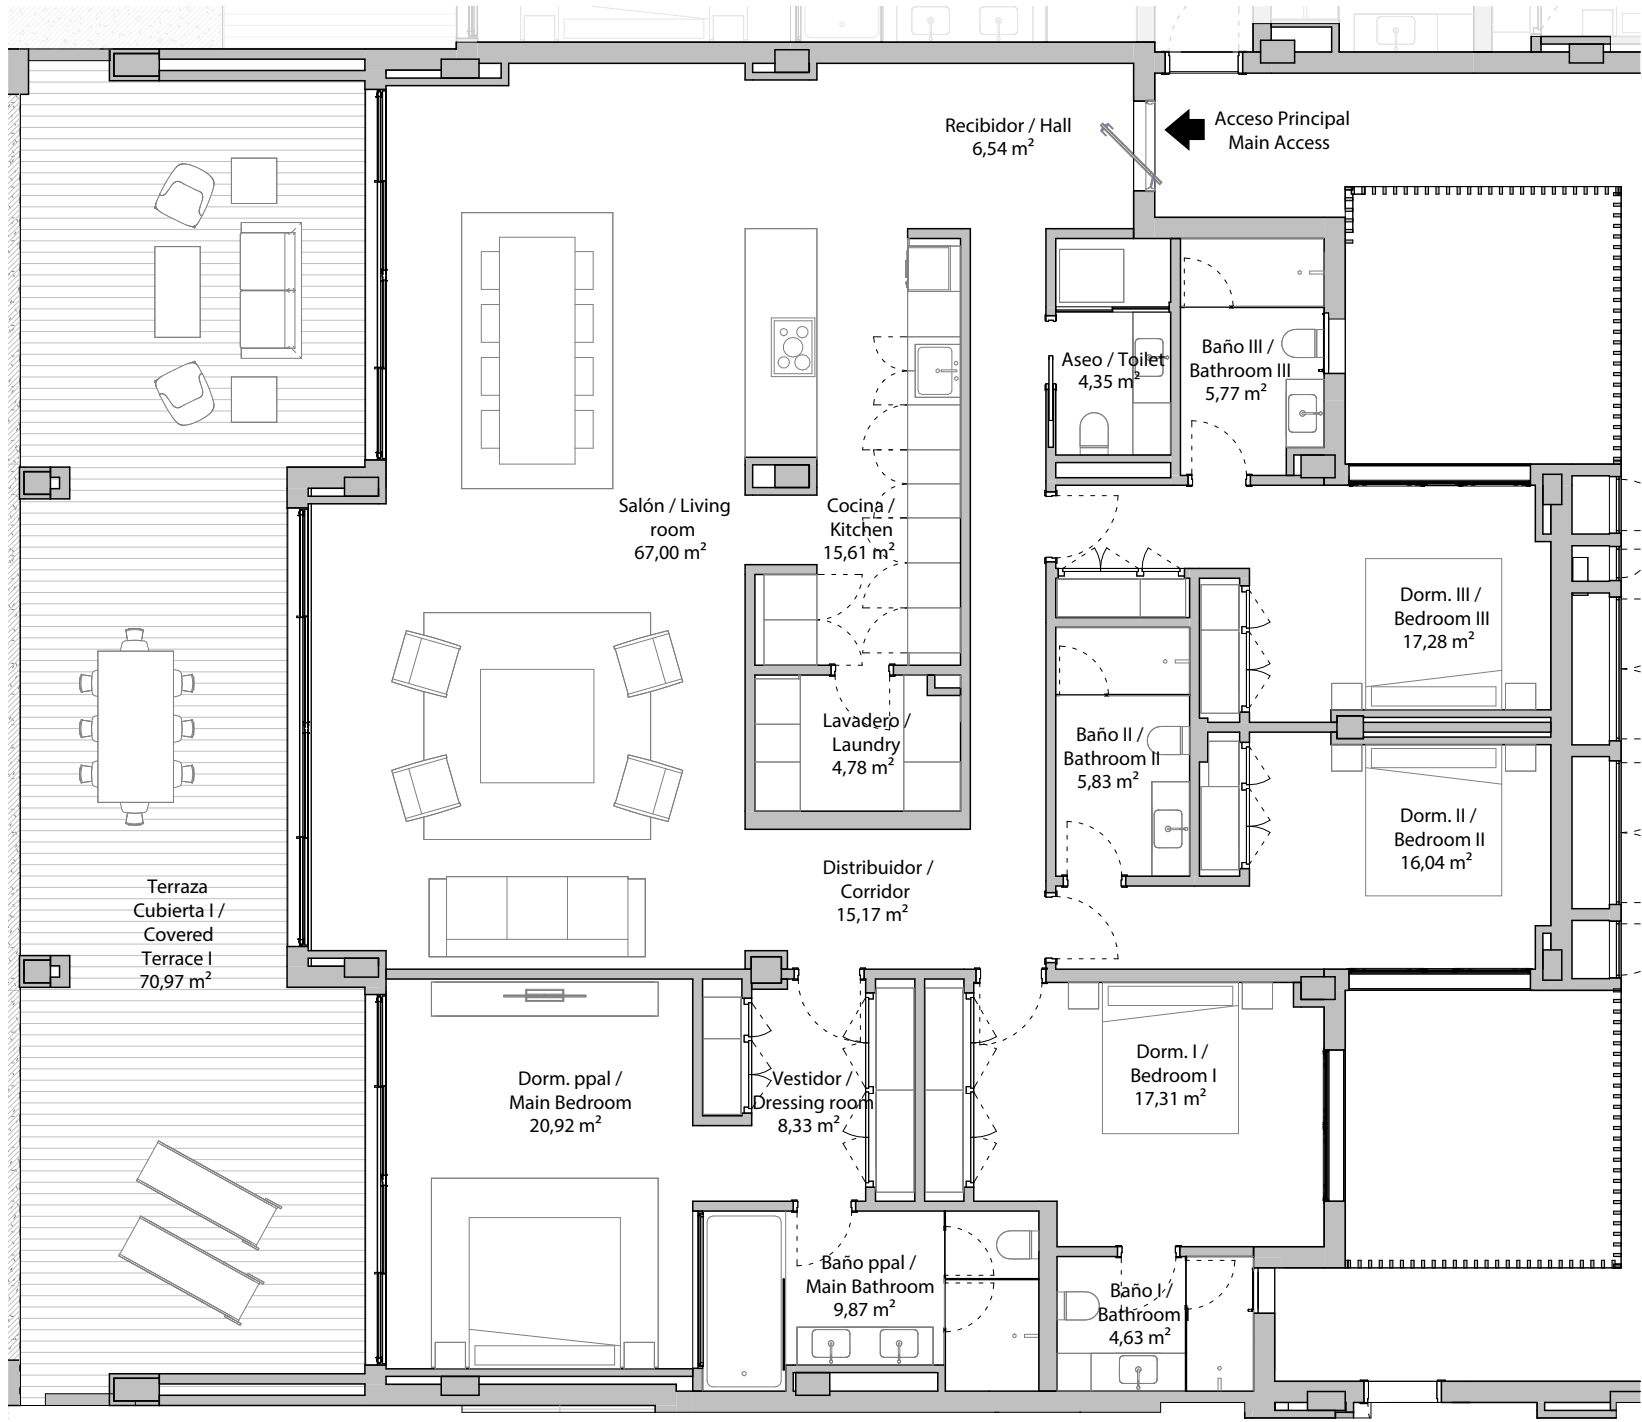 Recibidor / Hall
6,54 m²
Acceso Principal
Main Access
Aseo / Toilet
4,35 m²
Baño III /
Bathroom III
5,77 m²
Salón / Living
room
67,00 m²
Cocina /
Kitchen
15,61 m²
Dorm. III /
Bedroom III
17,28 m²
Lavadero /
Laundry
4,78 m²
Baño II /
Bathroom II
5,83 m²
Dorm. II /
Bedroom II
16,04 m²
Terraza
Cubierta I /
Covered
Terrace I
70,97 m²
Distribuidor /
Corridor
15,17 m²
Dorm. ppal /
Main Bedroom
20,92 m²
Vestidor /
Dressing room
8,33 m²
Dorm. I /
Bedroom I
17,31 m²
Baño ppal /
Main Bathroom
9,87 m²
Baño I /
Bathroom I
4,63 m²